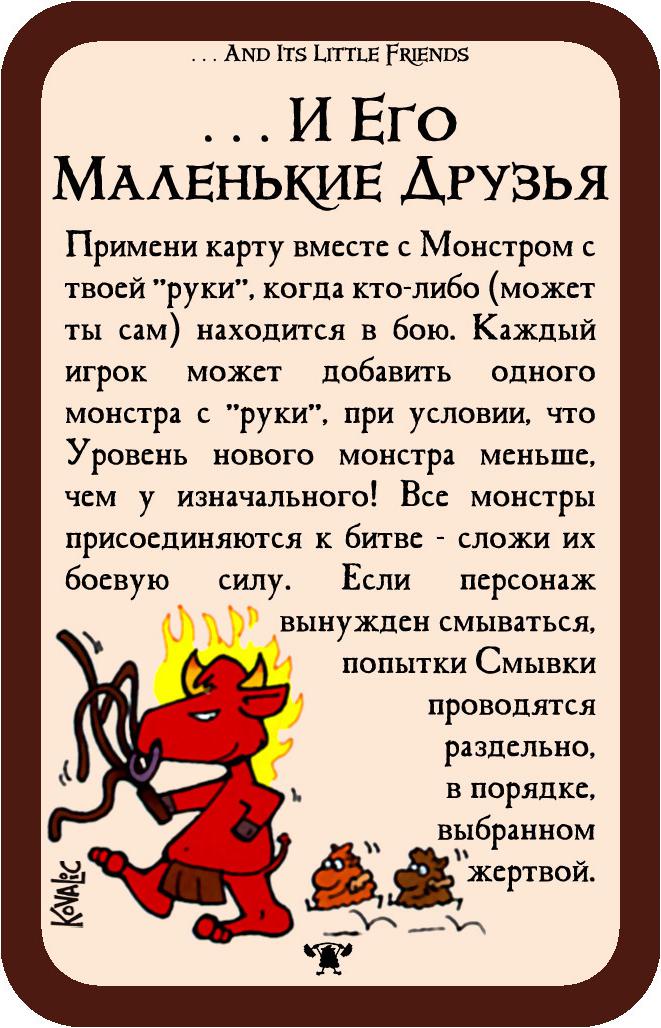 . . . And Its Little Friends
. . . И Его
Маленькие Друзья
Примени карту вместе с Монстром с
твоей "руки", когда кто-либо (может
ты сам) находится в бою. Каждый
игрок может добавить одного
монстра с "руки", при условии, что
Уровень нового монстра меньше,
чем у изначального! Все монстры
присоединяются к битве - сложи их
боевую силу. Если персонаж
вынужден смываться,
попытки Смывки
проводятся
раздельно,
в порядке,
выбранном
жертвой.
Kovalic